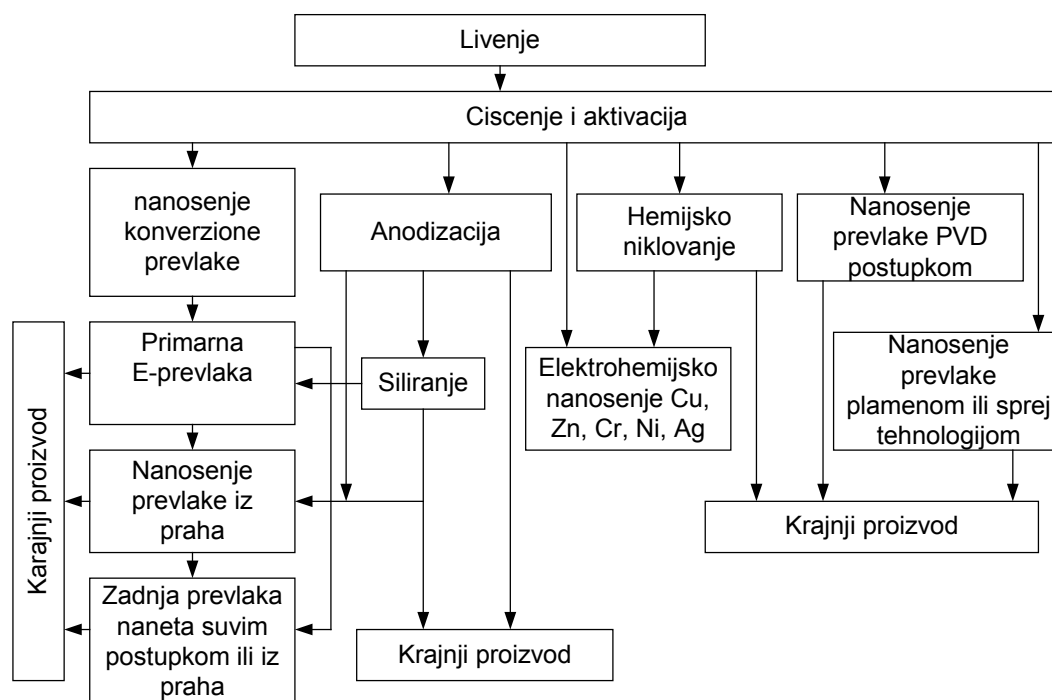 Livenje
Ciscenje i aktivacija
nanosenje
konverzione
prevlake
Anodizacija
Hemijsko
niklovanje
Nanosenje
prevlake PVD
postupkom
Karajnji proizvod
Primarna
E-prevlaka
Siliranje
Elektrohemijsko
nanosenje Cu,
Zn, Cr, Ni, Ag
Nanosenje
prevlake
plamenom ili sprej
tehnologijom
Nanosenje
prevlake iz
praha
Krajnji proizvod
Zadnja prevlaka
naneta suvim
postupkom ili iz
praha
Krajnji proizvod